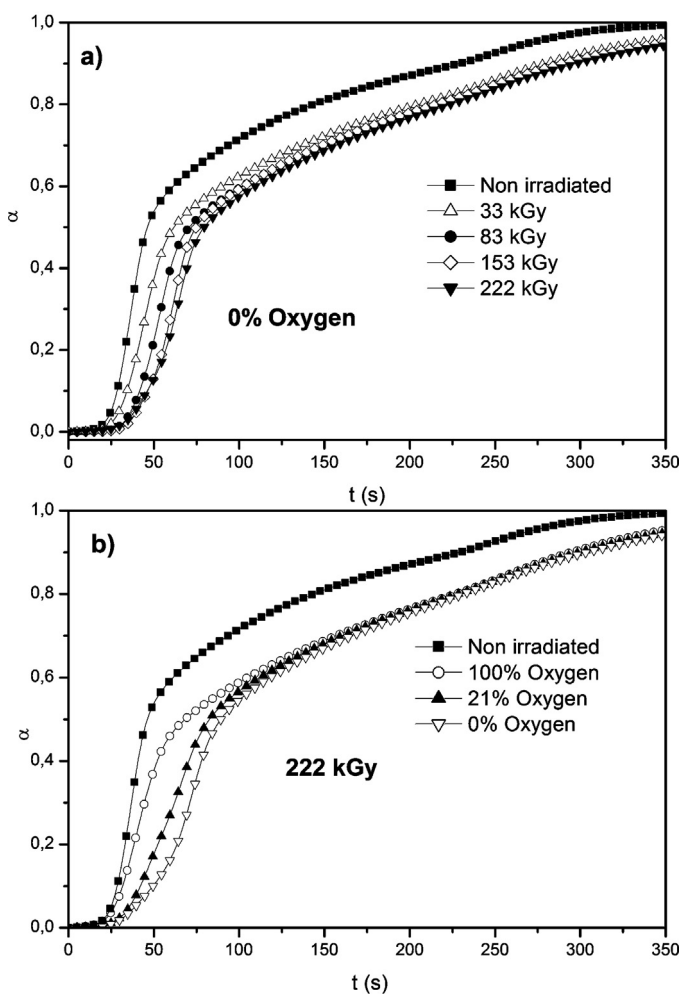 a)
1,0
0,8
0,6
0,4
0,2
0,0
α
Non irradiated
33 kGy
83 kGy
153 kGy
222 kGy
0% Oxygen
0 50 100 150 200 250 300 350
t (s)
b)
1,0
0,8
0,6
0,4
0,2
0,0
α
Non irradiated
100% Oxygen
21% Oxygen
0% Oxygen
222 kGy
0 50 100 150 200 250 300 350
t (s)